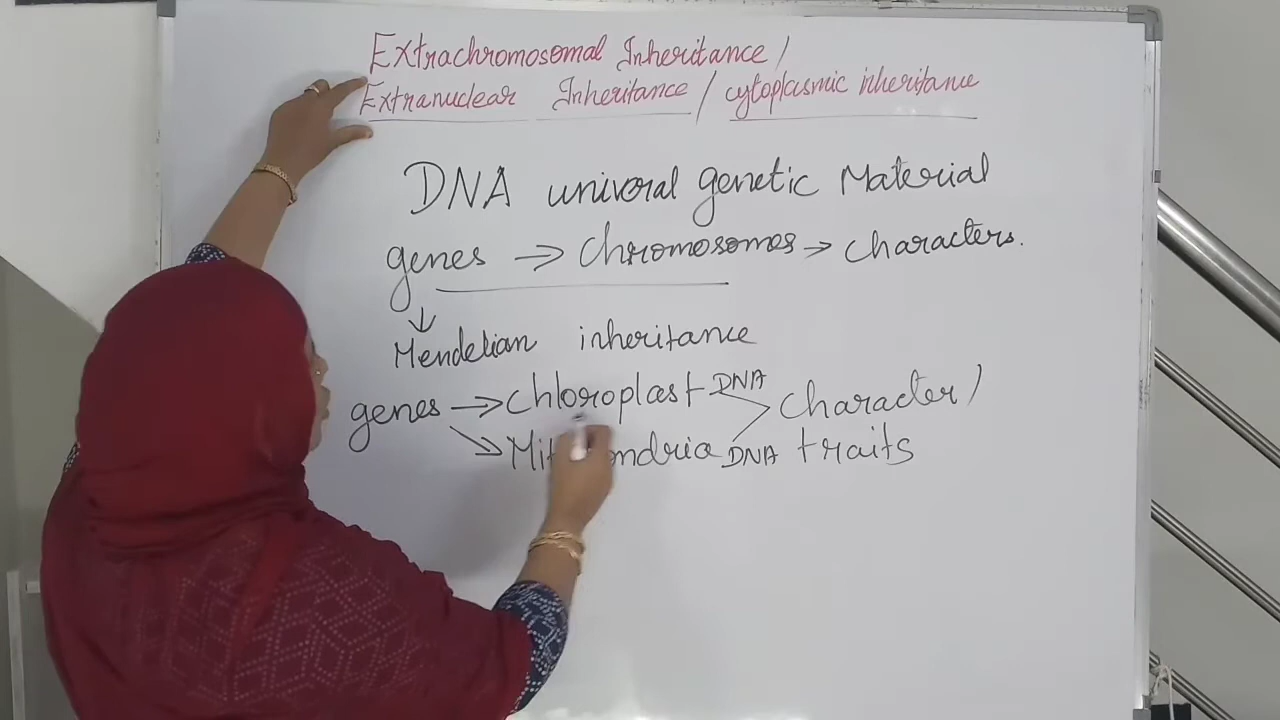 Extrachromosomal Inheritance /
Extranuclear Inheritance / cytoplasmic inheritance
DNA univoral genetic Material
genes → Chromosomes → characters.
↓
Mendelian inheritance
genes → Chloroplast DNA > Character /
→ DNA traits